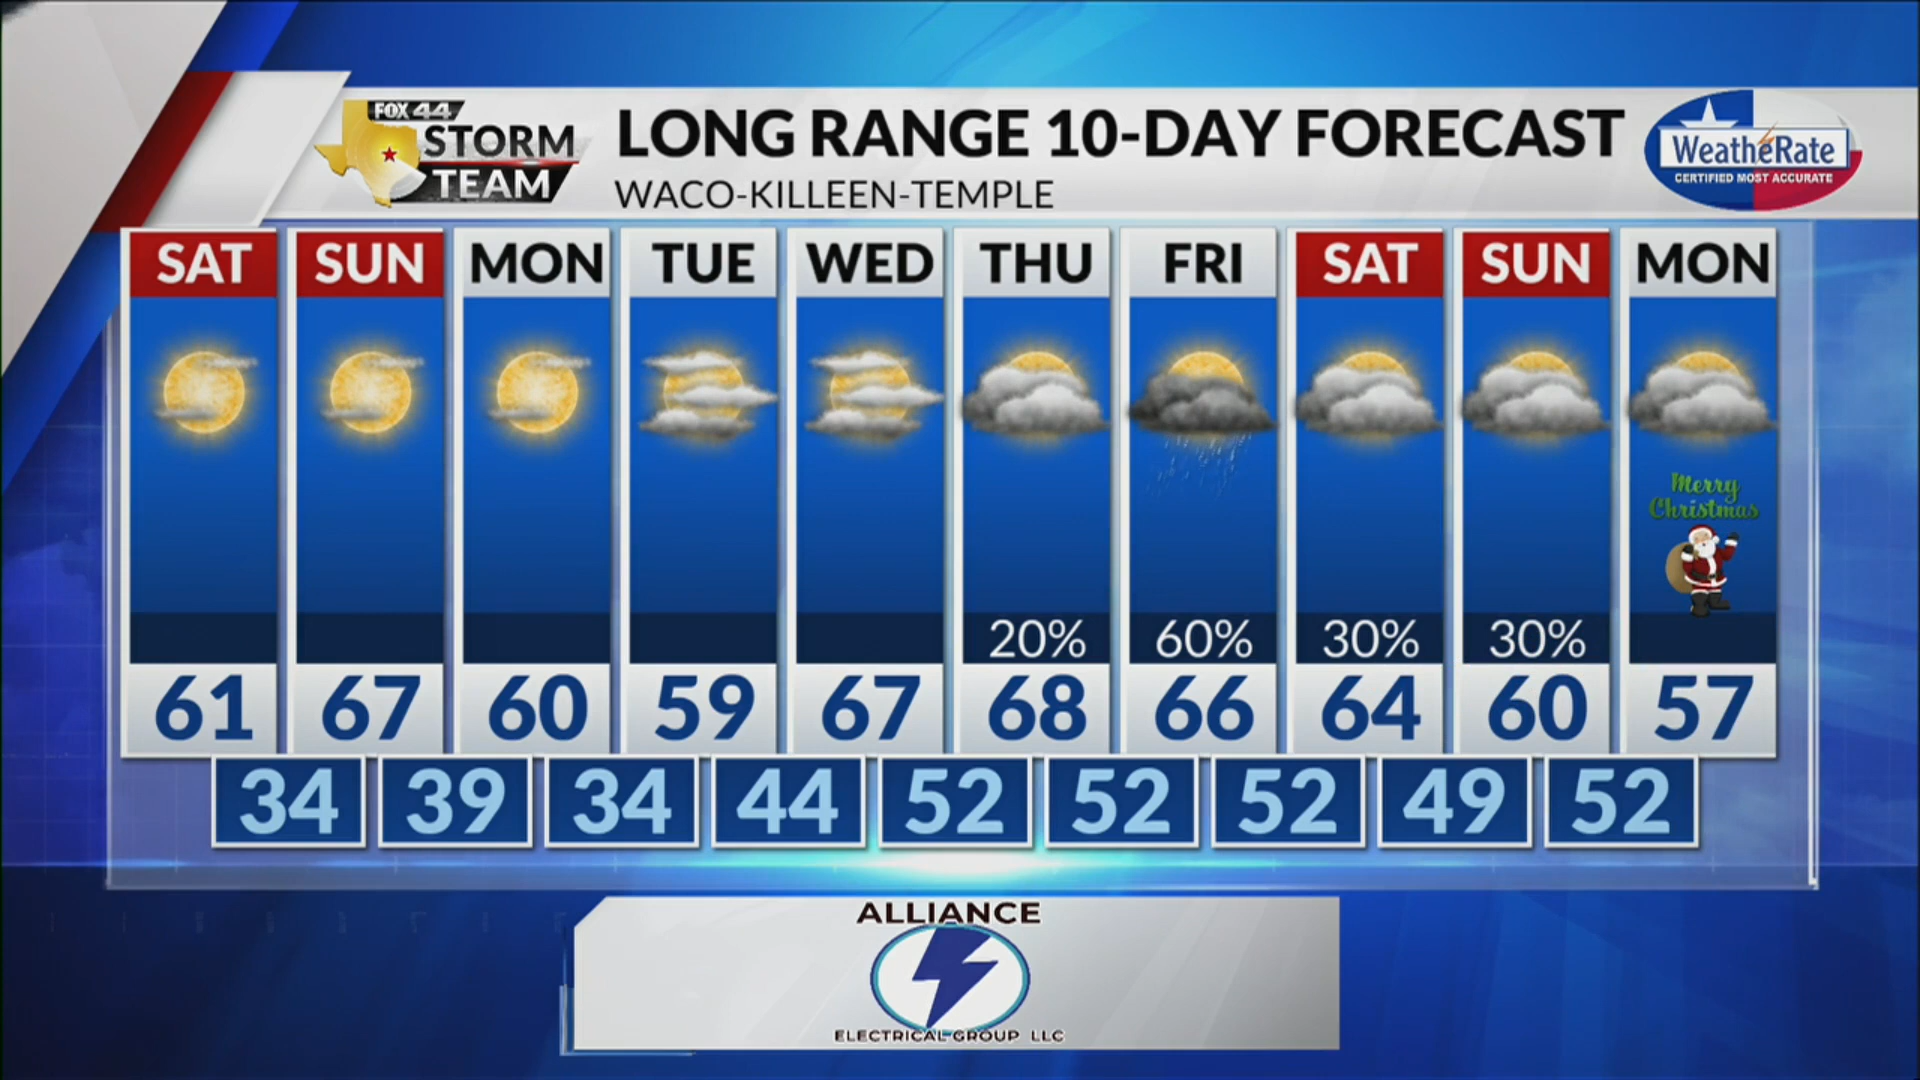 FOX 44
STORM
TEAM
LONG RANGE 10-DAY FORECAST
WACO-KILLEEN-TEMPLE
WeatheRate
CERTIFIED MOST ACCURATE
SAT SUN MON TUE WED THU FRI SAT SUN MON
Merry
Christmas
20% 60% 30% 30%
61 67 60 59 67 68 66 64 60 57
34 39 34 44 52 52 52 49 52
ALLIANCE
ELECTRICAL GROUP LLC